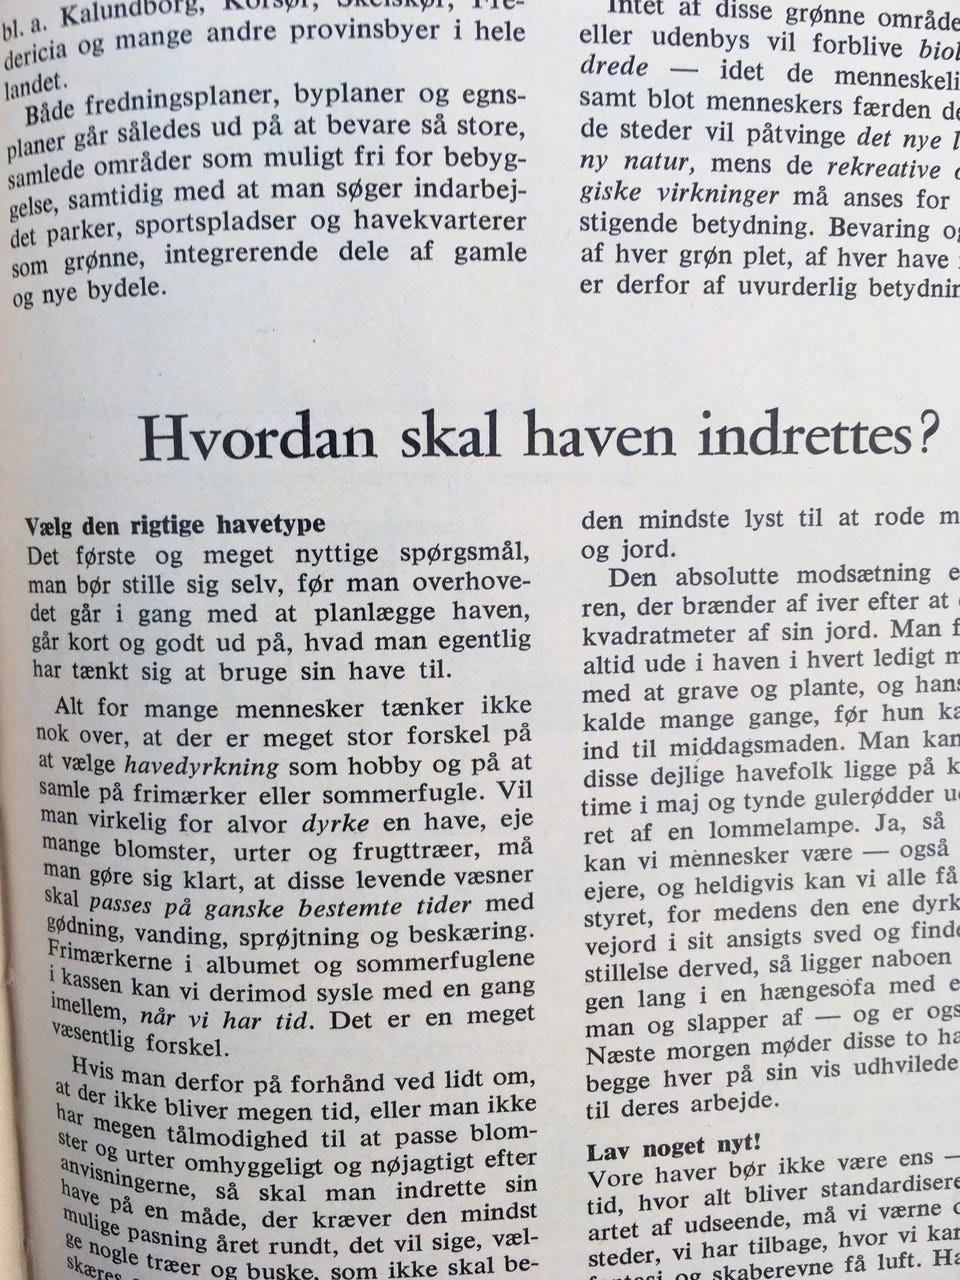 bl. a. Kalundborg, Korsør, Skelskør, Fre-
dericia og mange andre provinsbyer i hele
landet.
Både fredningsplaner, byplaner og egns-
planer går således ud på at bevare så store,
samlede områder som muligt fri for bebyg-
gelse, samtidig med at man søger indarbej-
det parker, sportspladser og havekvarterer
som grønne, integrerende dele af gamle
og nye bydele.
Intet af disse grønne område
eller udenbys vil forblive biol
drede — idet de menneskeli
samt blot menneskers færden de
de steder vil påtvinge det nye l
ny natur, mens de rekreative o
giske virkninger må anses for
stigende betydning. Bevaring og
af hver grøn plet, af hver have
er derfor af uvurderlig betydnin
Hvordan skal haven indrettes?
Vælg den rigtige havetype
Det første og meget nyttige spørgsmål,
man bør stille sig selv, før man overhove-
det går i gang med at planlægge haven,
går kort og godt ud på, hvad man egentlig
har tænkt sig at bruge sin have til.
Alt for mange mennesker tænker ikke
nok over, at der er meget stor forskel på
at vælge havedyrkning som hobby og på at
samle på frimærker eller sommerfugle. Vil
man virkelig for alvor dyrke en have, eje
mange blomster, urter og frugttræer, må
man gøre sig klart, at disse levende væsner
skal passes på ganske bestemte tider med
gødning, vanding, sprøjtning og beskæring.
Frimærkerne i albumet og sommerfuglene
i kassen kan vi derimod sysle med en gang
imellem, når vi har tid. Det er en meget
væsentlig forskel.
Hvis man derfor på forhånd ved lidt om,
at der ikke bliver megen tid, eller man ikke
har megen tålmodighed til at passe blom-
ster og urter omhyggeligt og nøjagtigt efter
anvisningerne, så skal man indrette sin
have på en måde, der kræver den mindst
mulige pasning året rundt, det vil sige, væl-
ge nogle træer og buske, som ikke skal be-
skæres
den mindste lyst til at rode m
og jord.
Den absolutte modsætning e
ren, der brænder af iver efter at
kvadratmeter af sin jord. Man f
altid ude i haven i hvert ledigt m
med at grave og plante, og hans
kalde mange gange, før hun ka
ind til middagsmaden. Man kan
disse dejlige havefolk ligge på k
time i maj og tynde gulerødder u
ret af en lommelampe. Ja, så
kan vi mennesker være — også
ejere, og heldigvis kan vi alle få
styret, for medens den ene dyrk
vejord i sit ansigts sved og finde
stillelse derved, så ligger naboen
gen lang i en hængesofa med e
man og slapper af — og er ogs
Næste morgen møder disse to ha
begge hver på sin vis udhvilede
til deres arbejde.
Lav noget nyt!
Vore haver bør ikke være ens —
tid, hvor alt bliver standardisere
artet af udseende, må vi værne o
steder, vi har tilbage, hvor vi kan
og skaberevne få luft. Ha